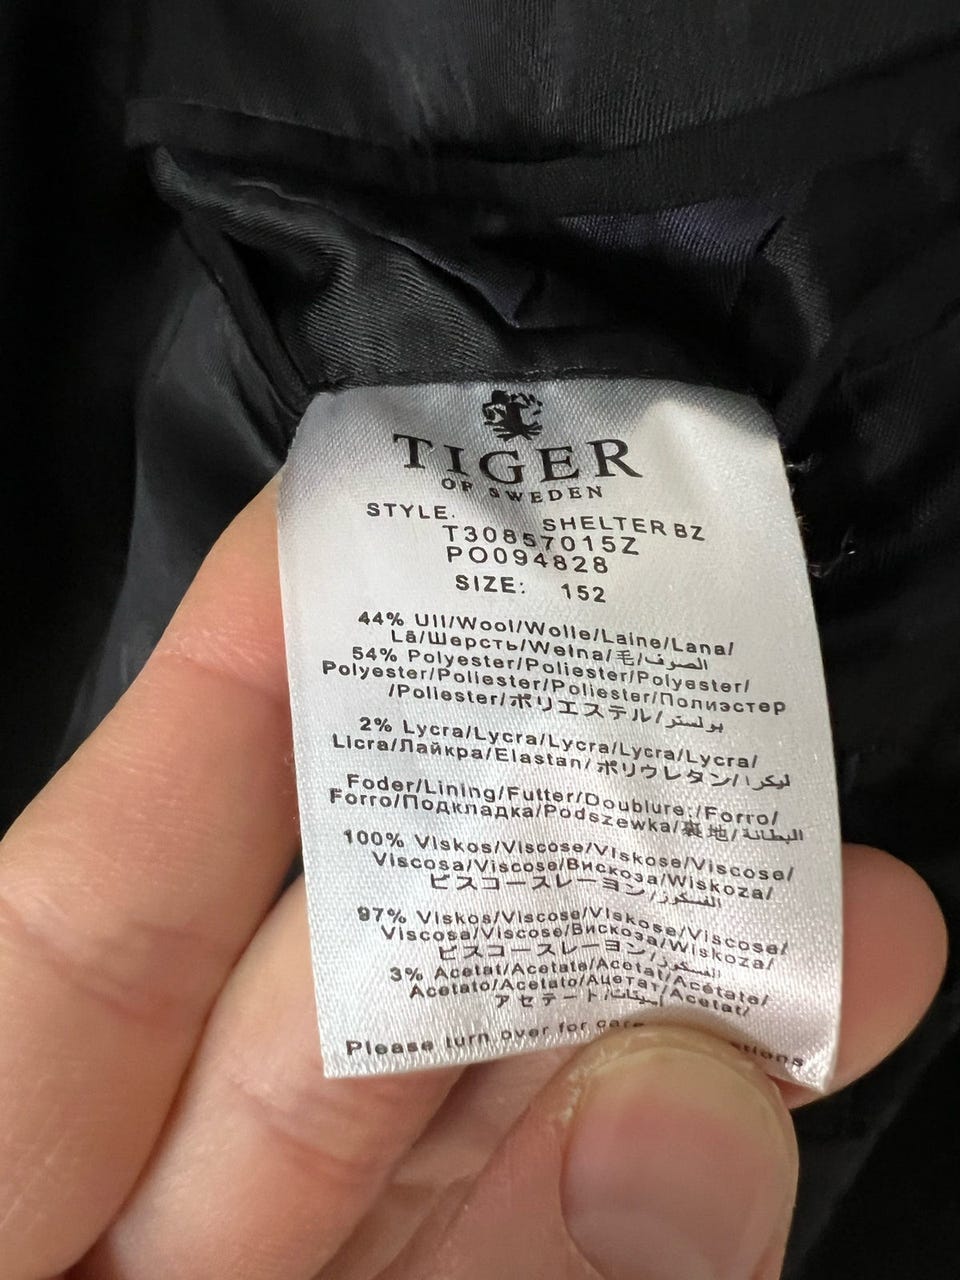 TIGER
OF SWEDEN
STYLE: SHELTER BZ
T30857015Z
PO094828
SIZE: 152
44% Ull/Wool/Wolle/Laine/Lana/
Lã/Шерсть/Wełna/毛/الصوف
54% Polyester/Poliester/Polyester/
Polyester/Poliester/Poliester/Полиэстер
/Poliester/ポリエステル/بولستر
2% Lycra/Lycra/Lycra/Lycra/Lycra/
Licra/Лайкра/Elastan/ポリウレタン/ليكرا
Foder/Lining/Futter/Doublure:/Forro/
Forro/Подкладка/Podszewka/裏地/البطانة
100% Viskos/Viscose/Viskose/Viscose/
Viscosa/Viscose/Вискоза/Wiskoza/
ビスコースレーヨン/الفسكوز
97% Viskos/Viscose/Viskose/Viscose/
Viscosa/Viscose/Вискоза/Wiskoza/
ビスコースレーヨン/الفسكوز
3% Acetat/Acetate/Acetat/Acétate/
Acetato/Acetato/Ацетат/Acetat/
アセテート/اسيتات
Please turn over for care